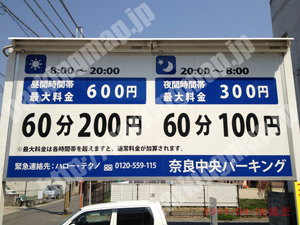 8:00 〜 20:00
昼間時間帯
最大料金 600円
60分 200円
20:00 〜 8:00
夜間時間帯
最大料金 300円
60分 100円
※最大料金は各時間帯を超えますと、通常料金が加算されます。
緊急連絡先：ハロー・テクノ 0120-559-115
奈良中央パーキング